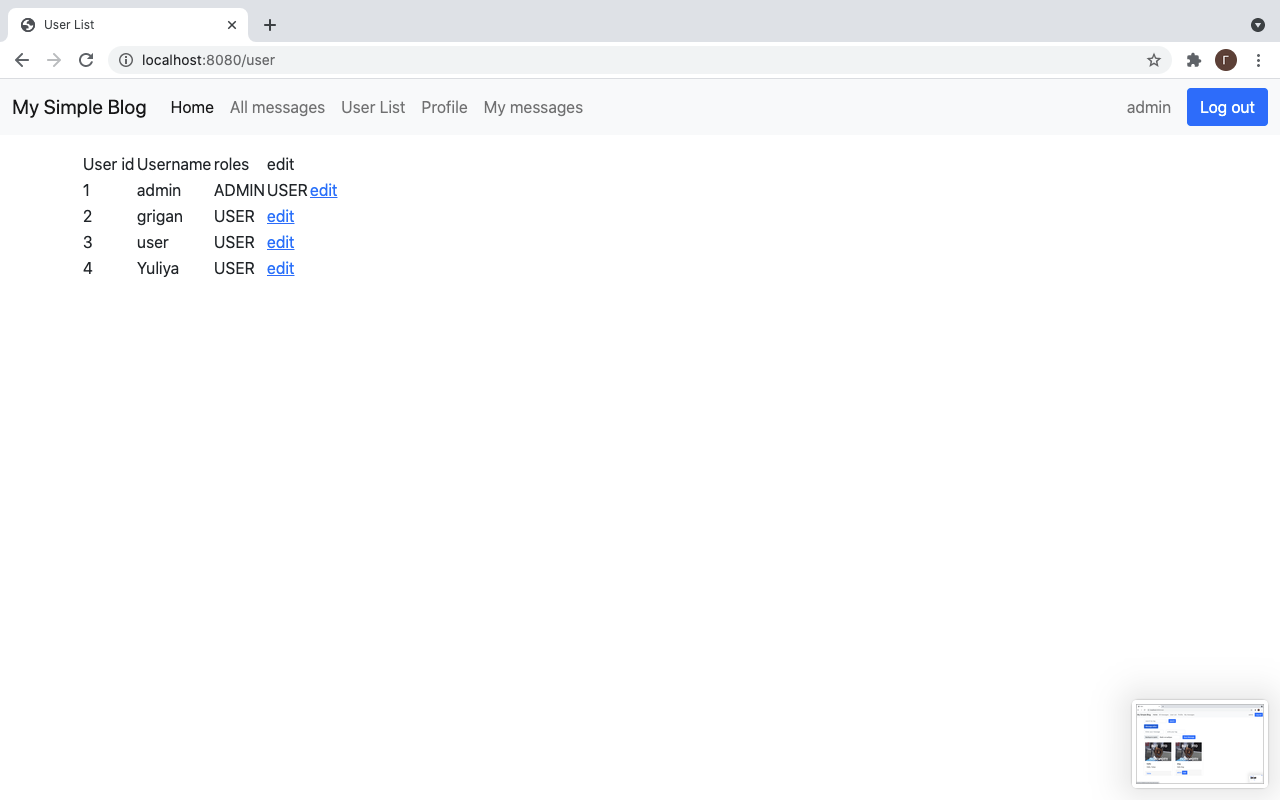 User List
localhost:8080/user
Г
My Simple Blog Home All messages User List Profile My messages admin Log out
User id Username roles edit
1 admin ADMIN USER edit
2 grigan USER edit
3 user USER edit
4 Yuliya USER edit